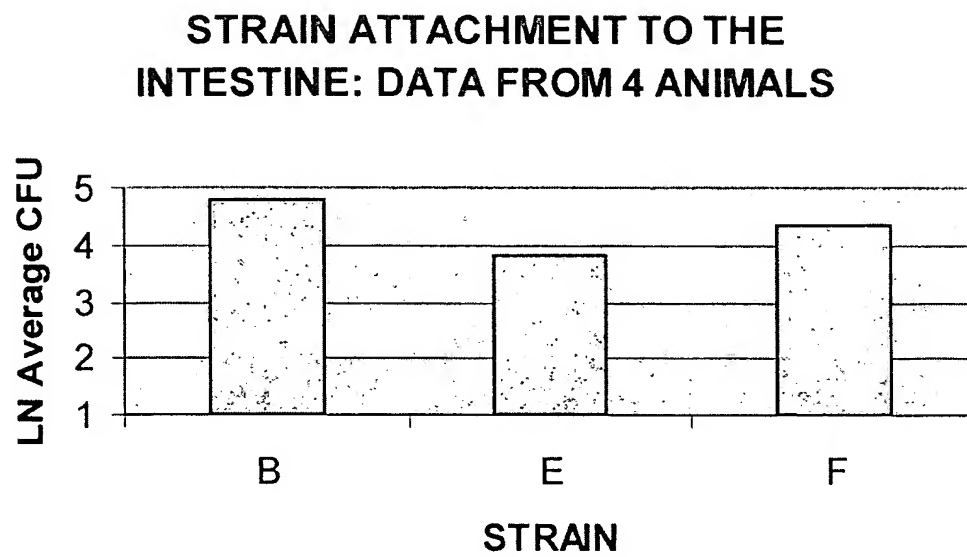 STRAIN ATTACHMENT TO THE
INTESTINE: DATA FROM 4 ANIMALS
LN Average CFU
5
4
3
2
1
B E F
STRAIN